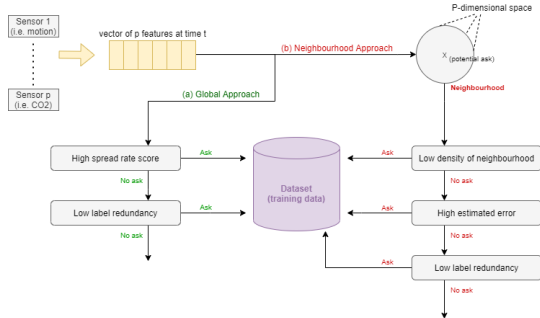 Sensor 1
(i.e. motion)
Sensor p
(i.e. CO2)
vector of p features at time t
(b) Neighbourhood Approach
P-dimensional space
X
(potential ask)
Neighbourhood
(a) Global Approach
High spread rate score
Ask
No ask
Low label redundancy
Ask
No ask
Dataset
(training data)
Ask
Low density of neighbourhood
No ask
Ask
High estimated error
No ask
Ask
Low label redundancy
No ask